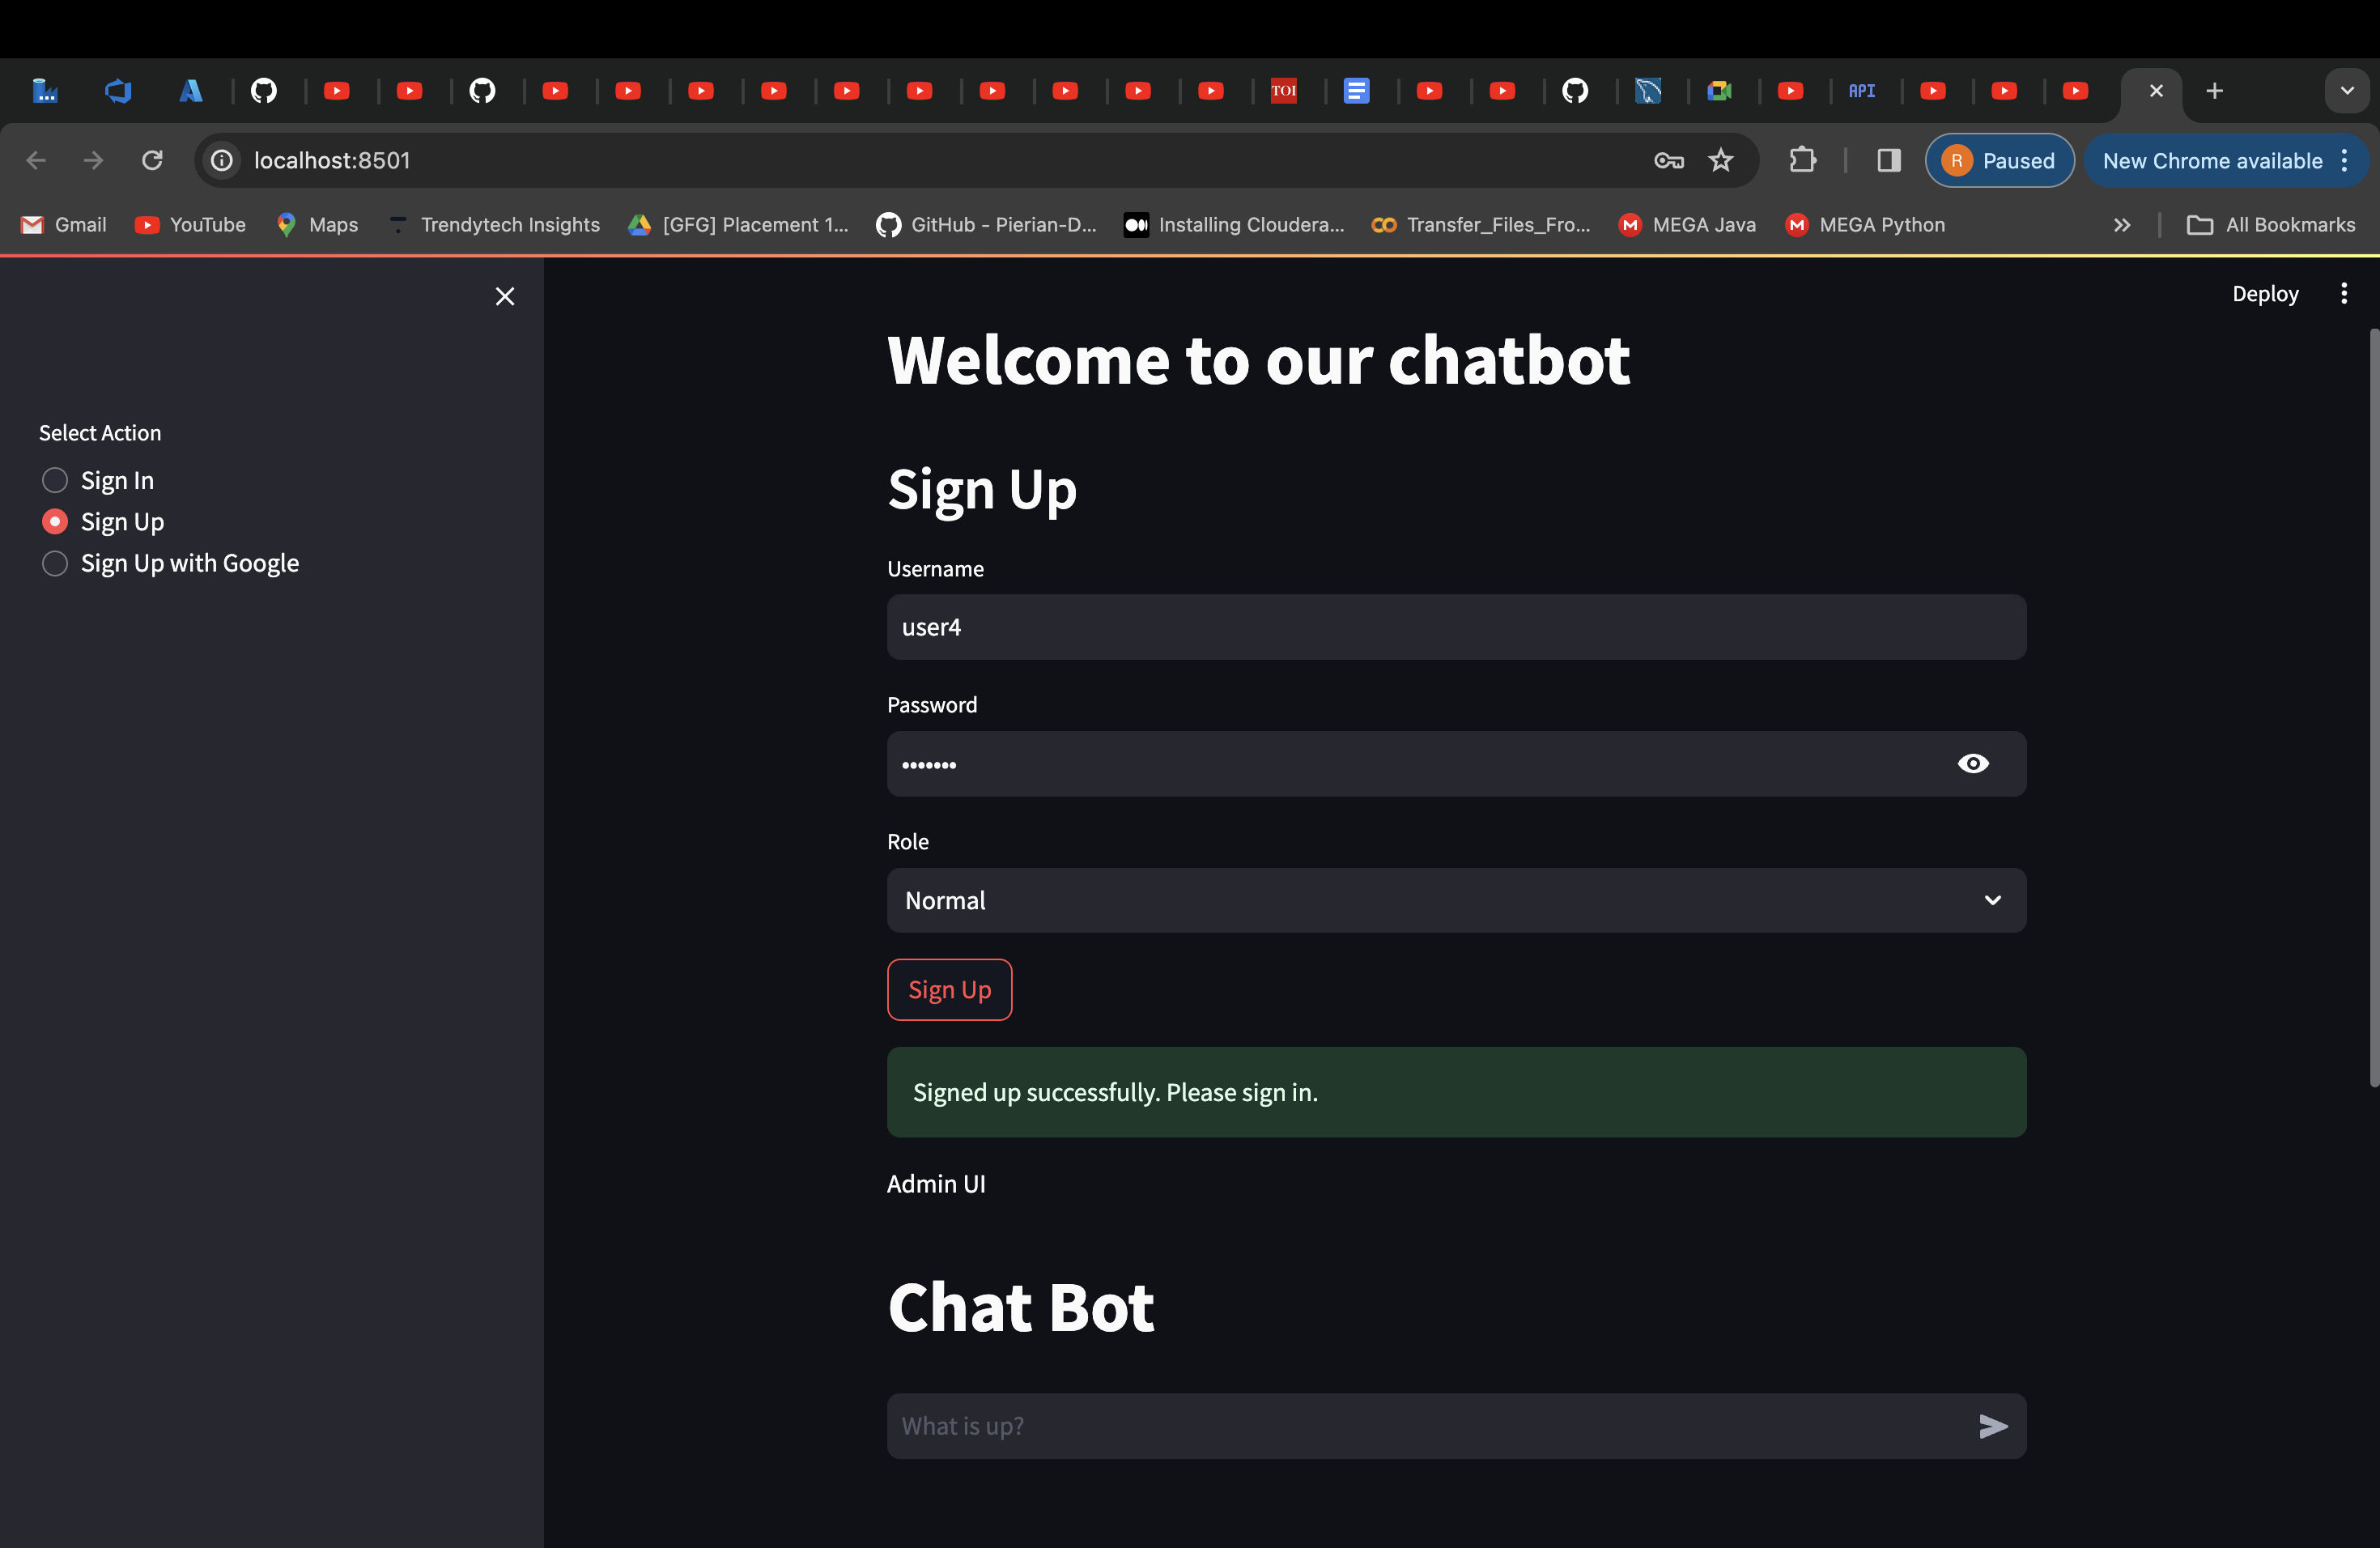 TOI
API
localhost:8501
R Paused
New Chrome available
Gmail
YouTube
Maps
Trendytech Insights
[GFG] Placement 1...
GitHub - Pierian-D...
Installing Cloudera...
Transfer_Files_Fro...
MEGA Java
MEGA Python
All Bookmarks
Deploy
Select Action
Sign In
Sign Up
Sign Up with Google
Welcome to our chatbot
Sign Up
Username
user4
Password
•••••••
Role
Normal
Sign Up
Signed up successfully. Please sign in.
Admin UI
Chat Bot
What is up?